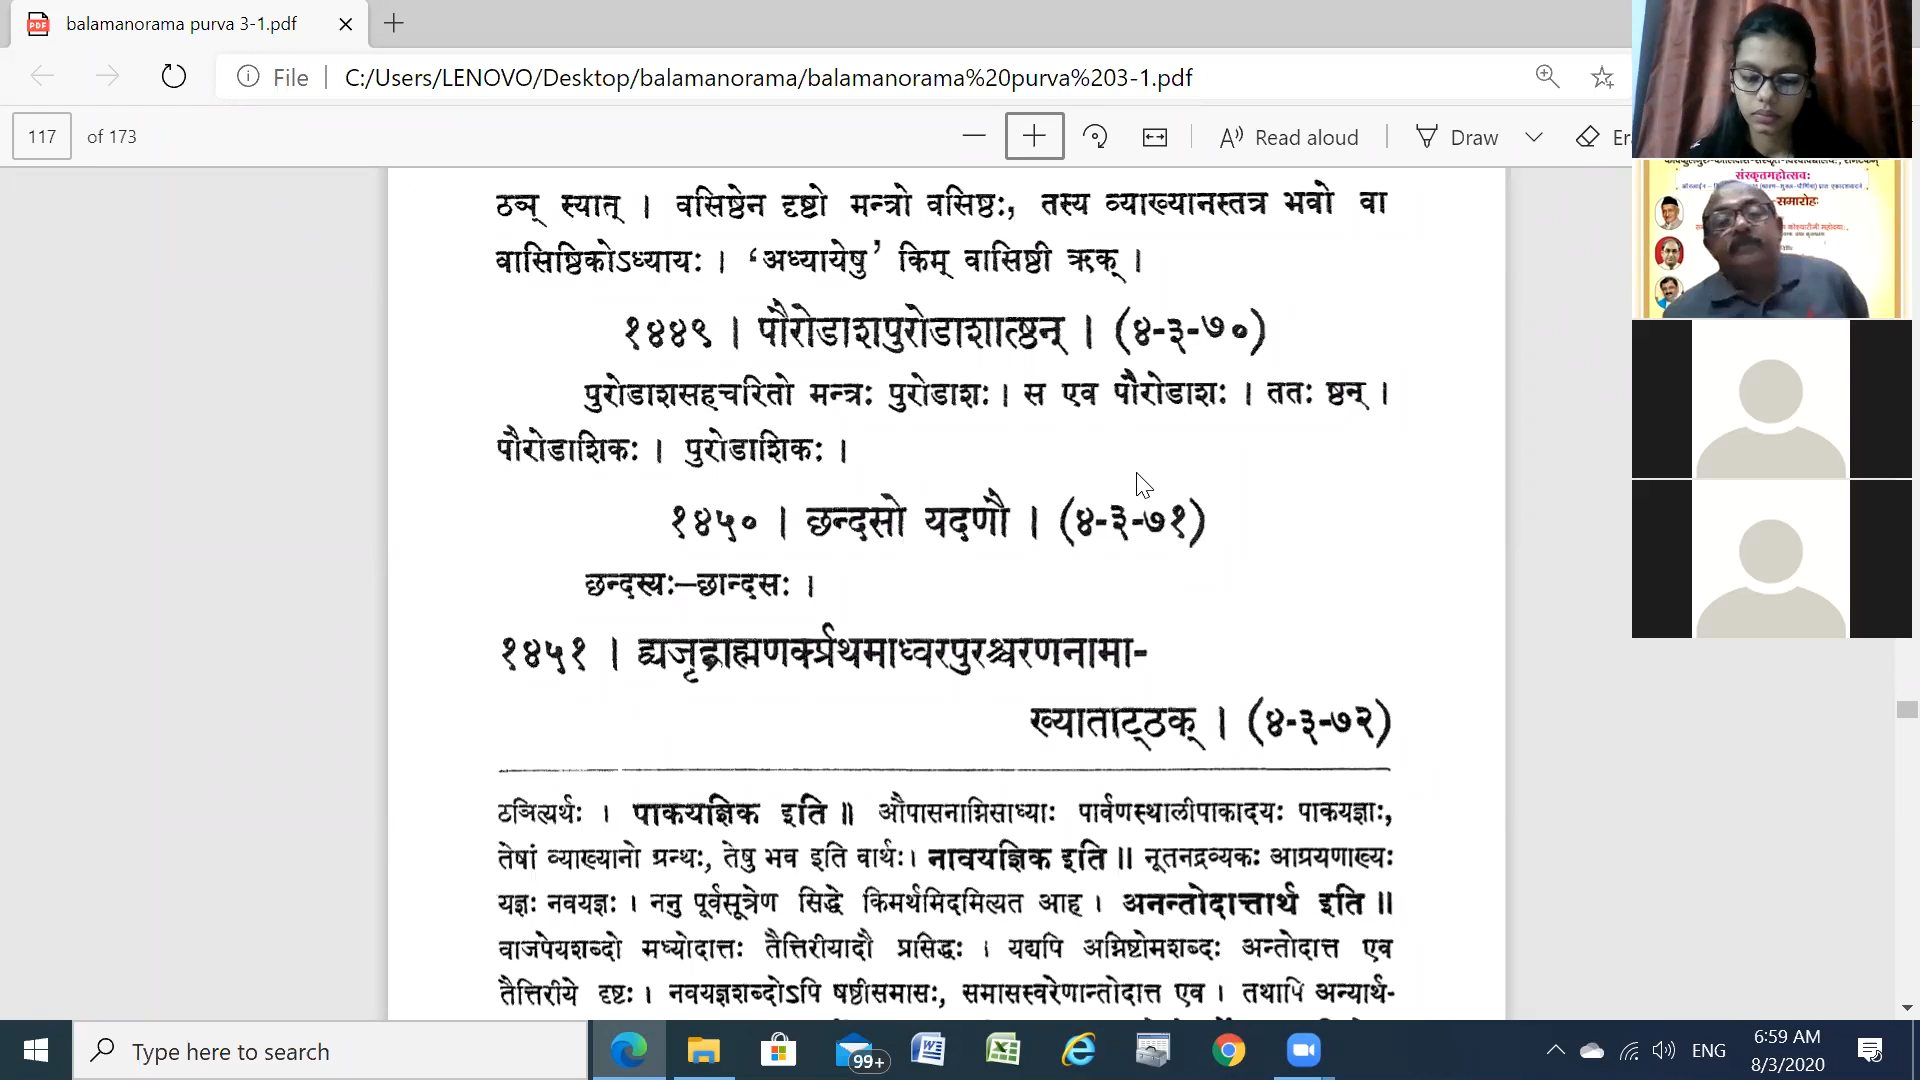 balamanorama purva 3-1.pdf
File
C:/Users/LENOVO/Desktop/balamanorama/balamanorama%20purva%203-1.pdf
117 of 173
Read aloud
Draw
ठञ् स्यात् । वसिष्ठेन दृष्टो मन्त्रो वसिष्ठः, तस्य व्याख्यानस्तत्र भवो वा
वासिष्ठिकोऽध्यायः । ‘अध्यायेषु’ किम् वासिष्ठी ऋक् ।
१४४९ । पौरोडाशपुरोडाशात्ष्ठन् । (४-३-७०)
पुरोडाशसहचरितो मन्त्रः पुरोडाशः । स एव पौरोडाशः । ततः ष्ठन् ।
पौरोडाशिकः । पुरोडाशिकः ।
१४५० । छन्दसो यदणौ । (४-३-७१)
छन्दस्यः—छान्दसः ।
१४५१ । द्व्यजृद्ब्राह्मणर्क्प्रथमाध्वरपुरश्चरणनामा-
ख्याताट्ठक् । (४-३-७२)
ठञित्यर्थः । पाकयज्ञिक इति ॥ औपासनाग्निसाध्याः पार्वणस्थालीपाकादयः पाकयज्ञाः,
तेषां व्याख्यानो ग्रन्थः, तेषु भव इति वार्थः। नावयज्ञिक इति ॥ नूतनद्रव्यकः आग्रयणाख्यः
यज्ञः नवयज्ञः । ननु पूर्वसूत्रेण सिद्धे किमर्थमिदमित्यत आह । अनन्तोदात्तार्थ इति ॥
वाजपेयशब्दो मध्योदात्तः तैत्तिरीयादौ प्रसिद्धः । यद्यपि अग्निष्टोमशब्दः अन्तोदात्त एव
तैत्तिरीये दृष्टः । नवयज्ञशब्दोऽपि षष्ठीसमासः, समासस्वरेणान्तोदात्त एव । तथापि अन्यार्थ-
संस्कृतमहोत्सवः
समारोहः
Type here to search
99+
ENG
6:59 AM
8/3/2020